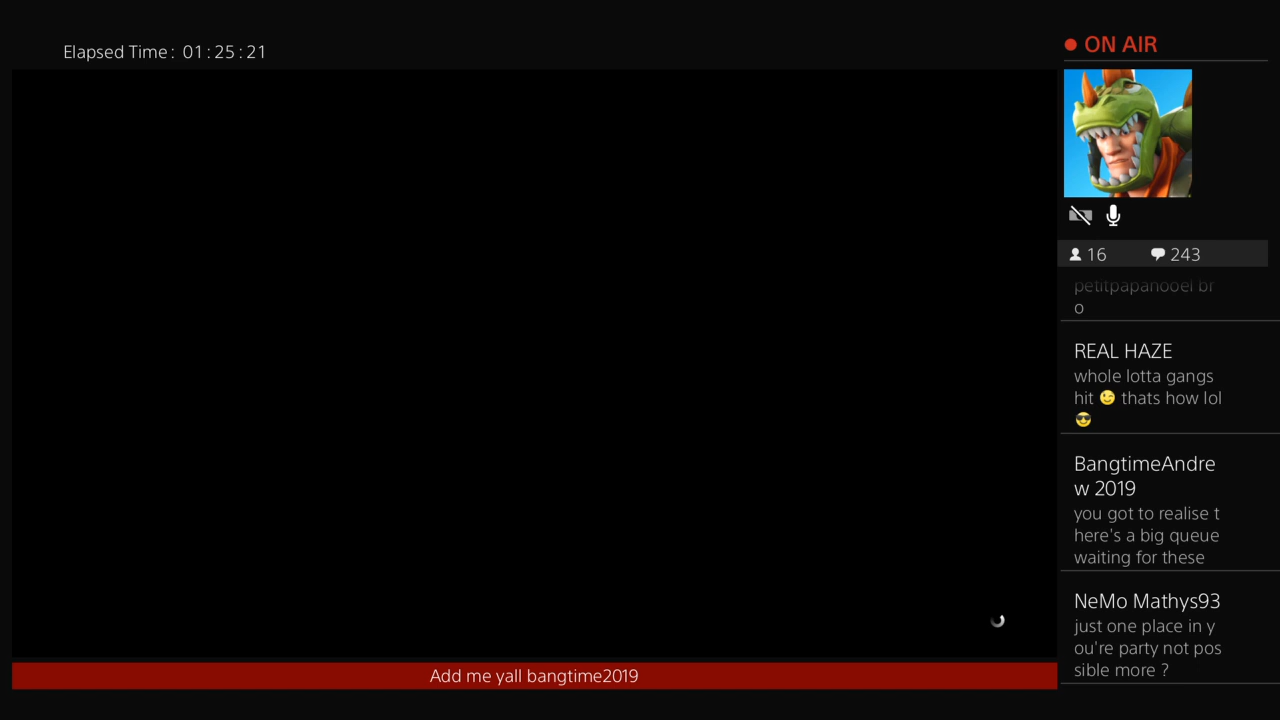 Elapsed Time: 01:25:21
ON AIR
16 243
petitpapanooel br
o
REAL HAZE
whole lotta gangs
hit 😉 thats how lol
😎
BangtimeAndre
w 2019
you got to realise t
here's a big queue
waiting for these
NeMo Mathys93
just one place in y
ou're party not pos
sible more ?
Add me yall bangtime2019